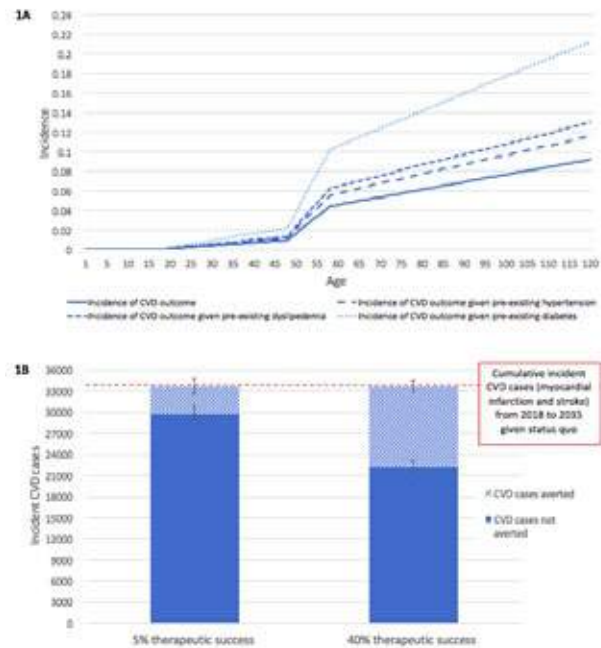 1A
0.24
0.22
0.2
0.18
0.16
0.14
0.12
0.1
0.08
0.06
0.04
0.02
0
Incidence
1 5 10 15 20 25 30 35 40 45 50 55 60 65 70 75 80 85 90 95 100 105 110 115 120
Age
Incidence of CVD outcome
Incidence of CVD outcome given pre-existing hypertension
Incidence of CVD outcome given pre-existing dyslipedemia
Incidence of CVD outcome given pre-existing diabetes
1B
36000
33000
30000
27000
24000
21000
18000
15000
12000
9000
6000
3000
0
Incident CVD cases
5% therapeutic success
40% therapeutic success
Cumulative incident
CVD cases (myocardial
infarction and stroke)
from 2018 to 2035
given status quo
CVD cases averted
CVD cases not
averted